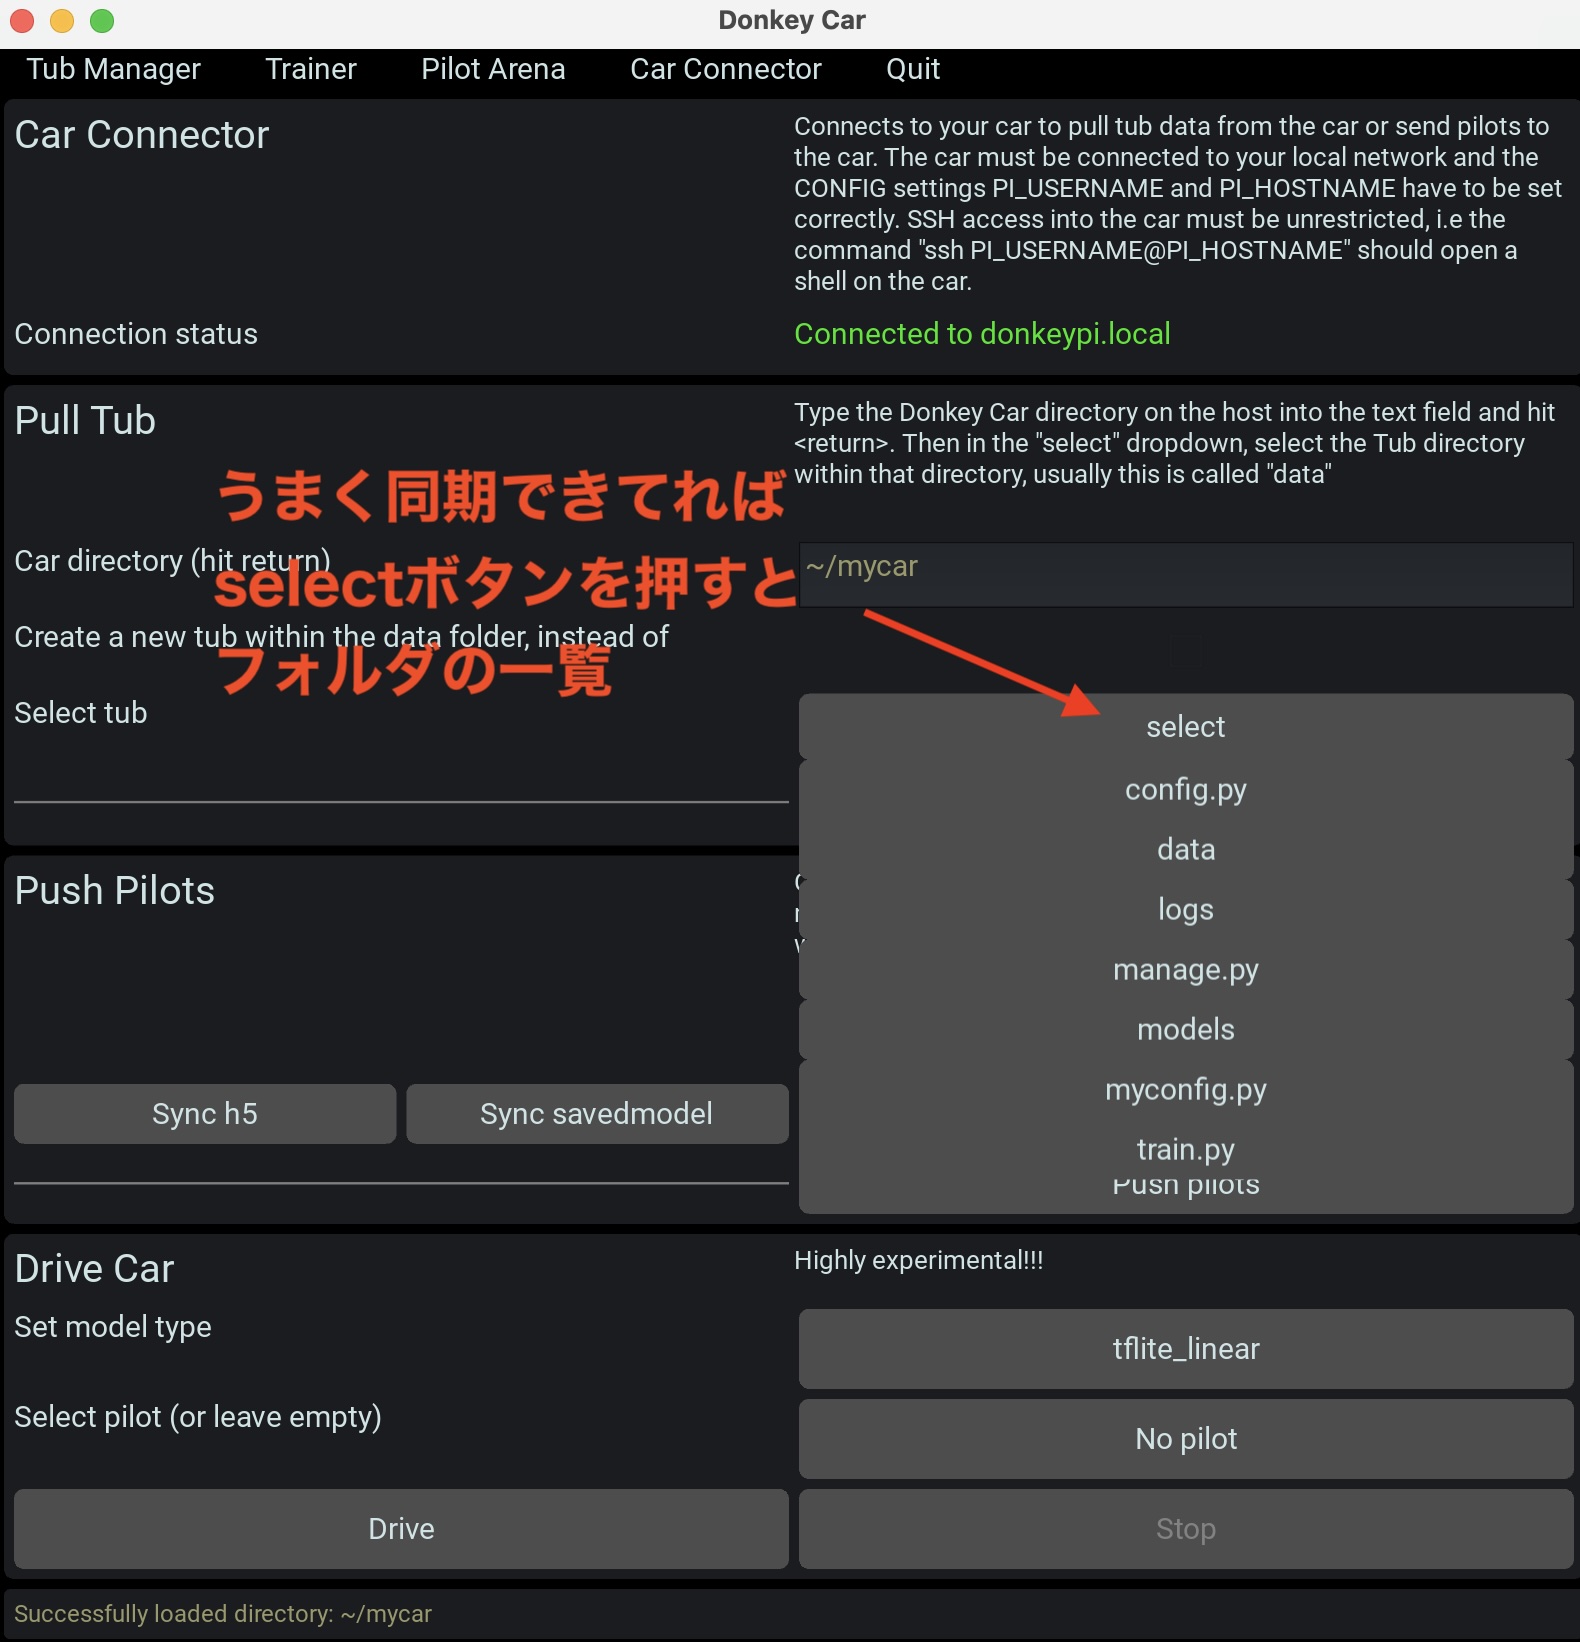 Donkey Car
Tub Manager Trainer Pilot Arena Car Connector Quit
Car Connector
Connects to your car to pull tub data from the car or send pilots to
the car. The car must be connected to your local network and the
CONFIG settings PI_USERNAME and PI_HOSTNAME have to be set
correctly. SSH access into the car must be unrestricted, i.e the
command "ssh PI_USERNAME@PI_HOSTNAME" should open a
shell on the car.
Connection status
Connected to donkeypi.local
Pull Tub
Type the Donkey Car directory on the host into the text field and hit
<return>. Then in the "select" dropdown, select the Tub directory
within that directory, usually this is called "data"
うまく同期できてれば
selectボタンを押すと
フォルダの一覧
Car directory (hit return)
~/mycar
Create a new tub within the data folder, instead of
Select tub
select
config.py
data
logs
manage.py
models
myconfig.py
train.py
Push pilots
Push Pilots
Sync h5
Sync savedmodel
Drive Car
Highly experimental!!!
Set model type
tflite_linear
Select pilot (or leave empty)
No pilot
Drive
Stop
Successfully loaded directory: ~/mycar